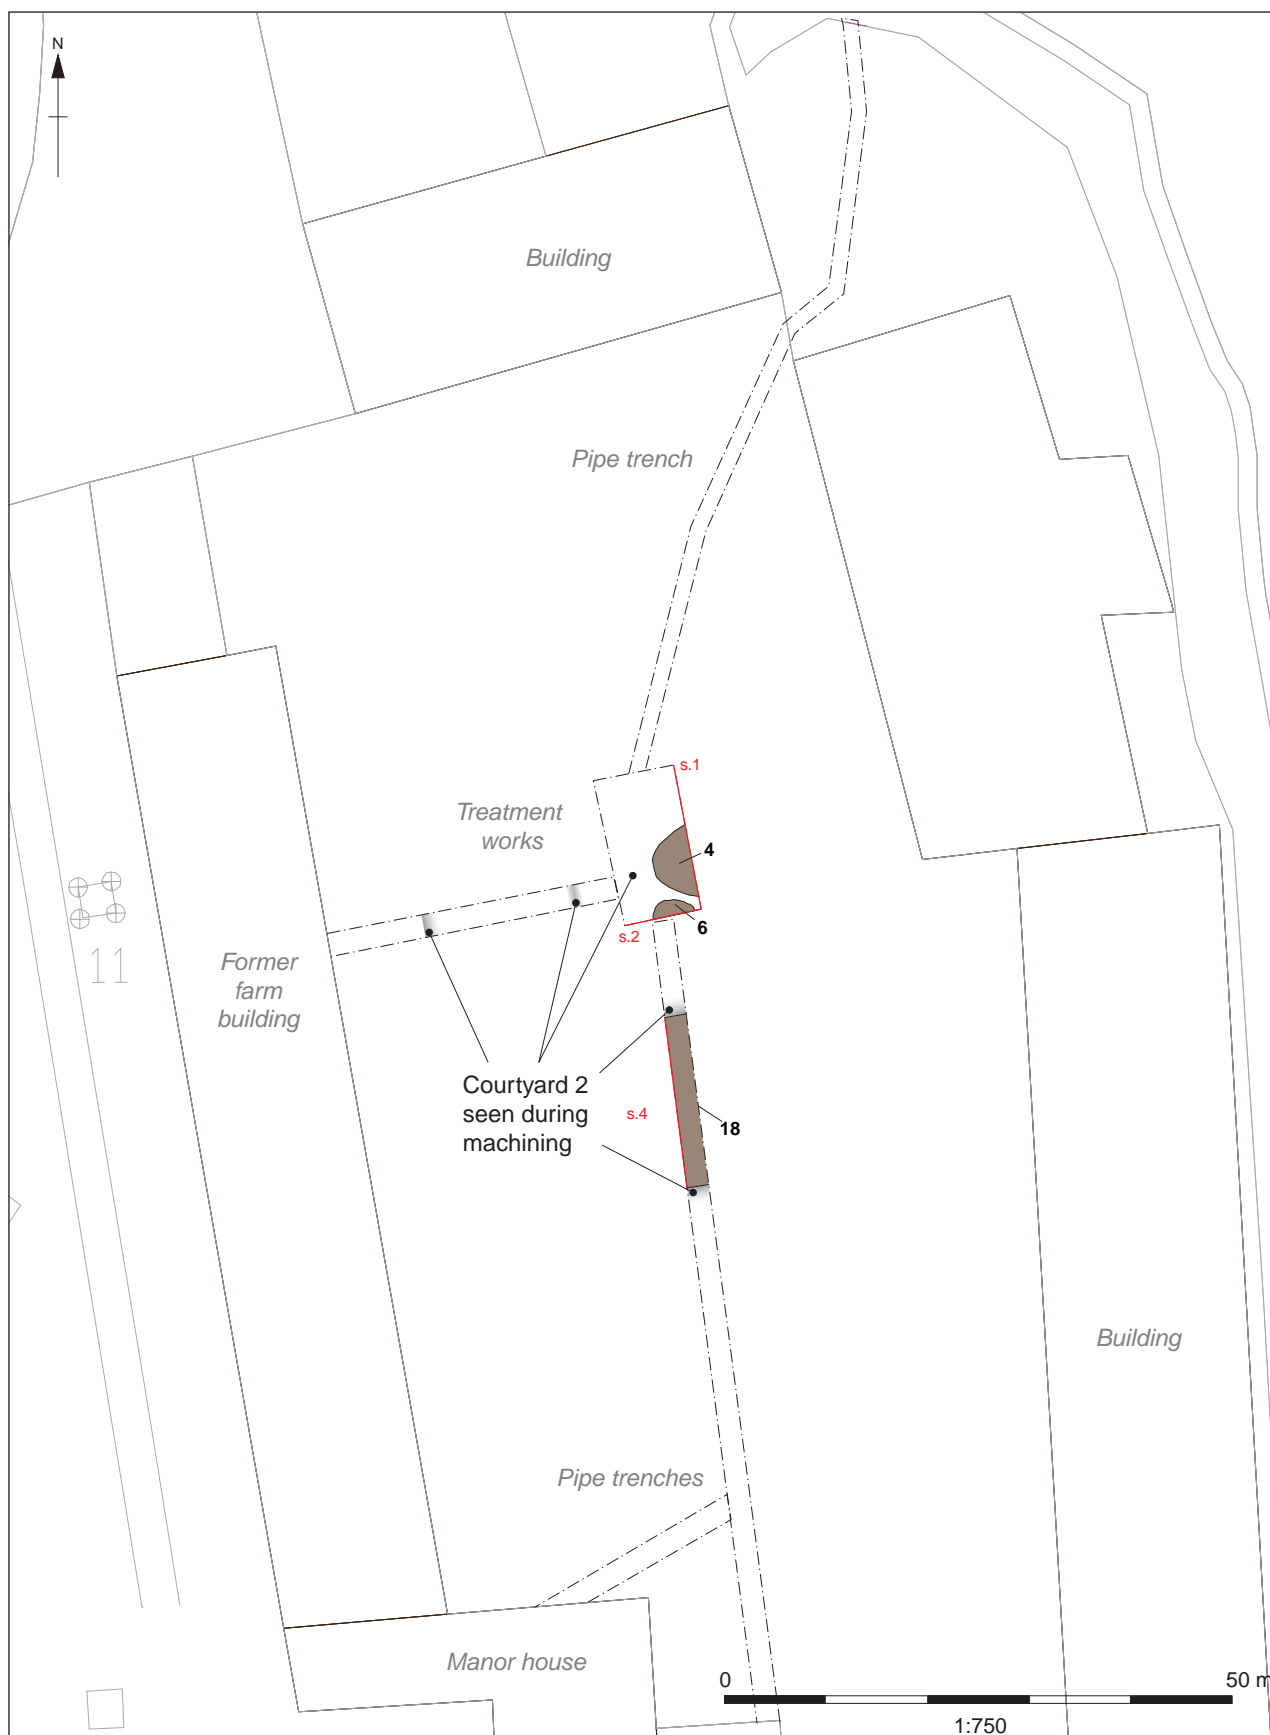 N
Building
Pipe trench
s.1
Treatment
works
4
6
s.2
11
Former
farm
building
Courtyard 2
seen during
machining
s.4
18
Building
Pipe trenches
Manor house
0
50 m
1:750